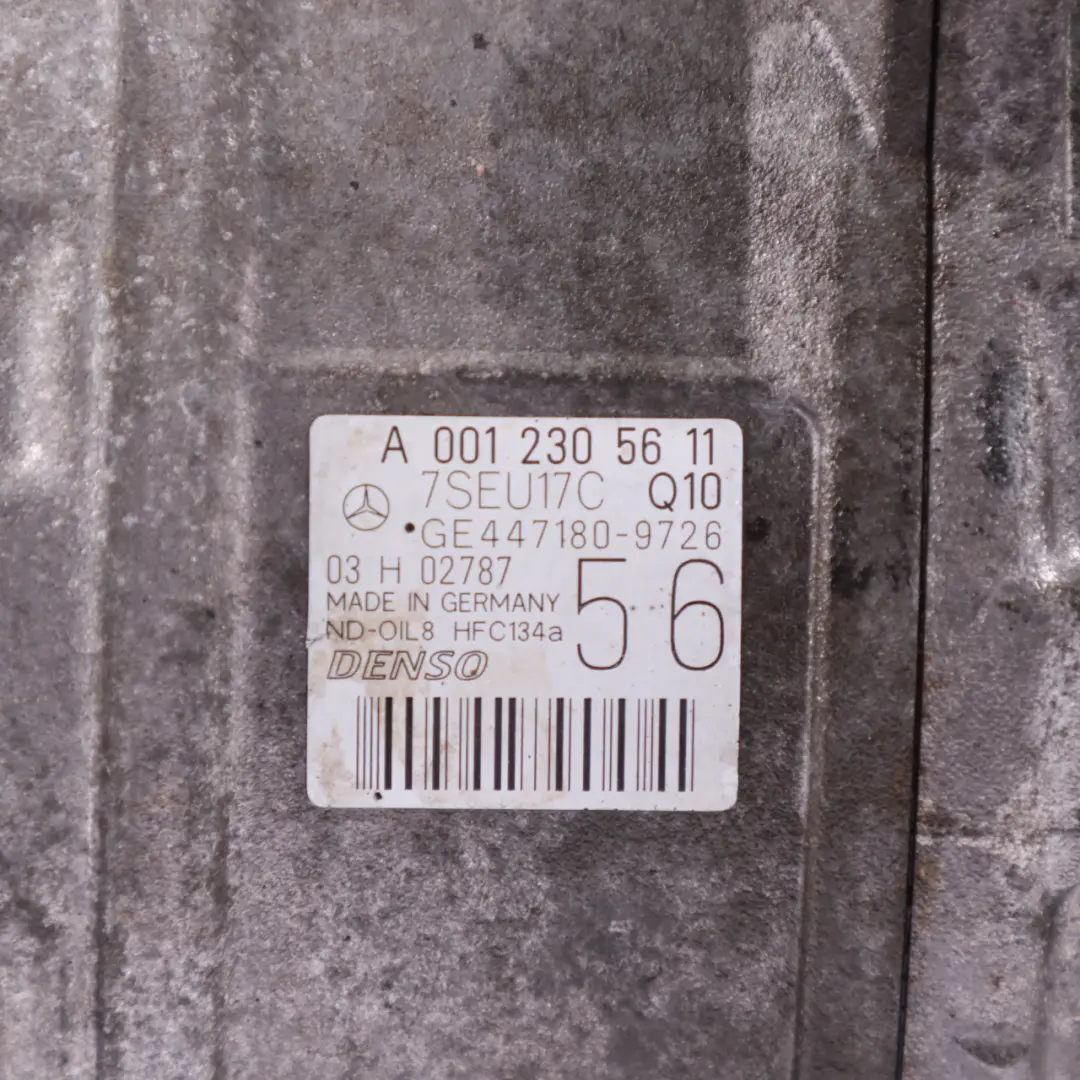 A 001 230 56 11
7SEU17C Q10
GE447180-9726
03 H 02787
56
MADE IN GERMANY
ND-OIL8 HFC134a
DENSO